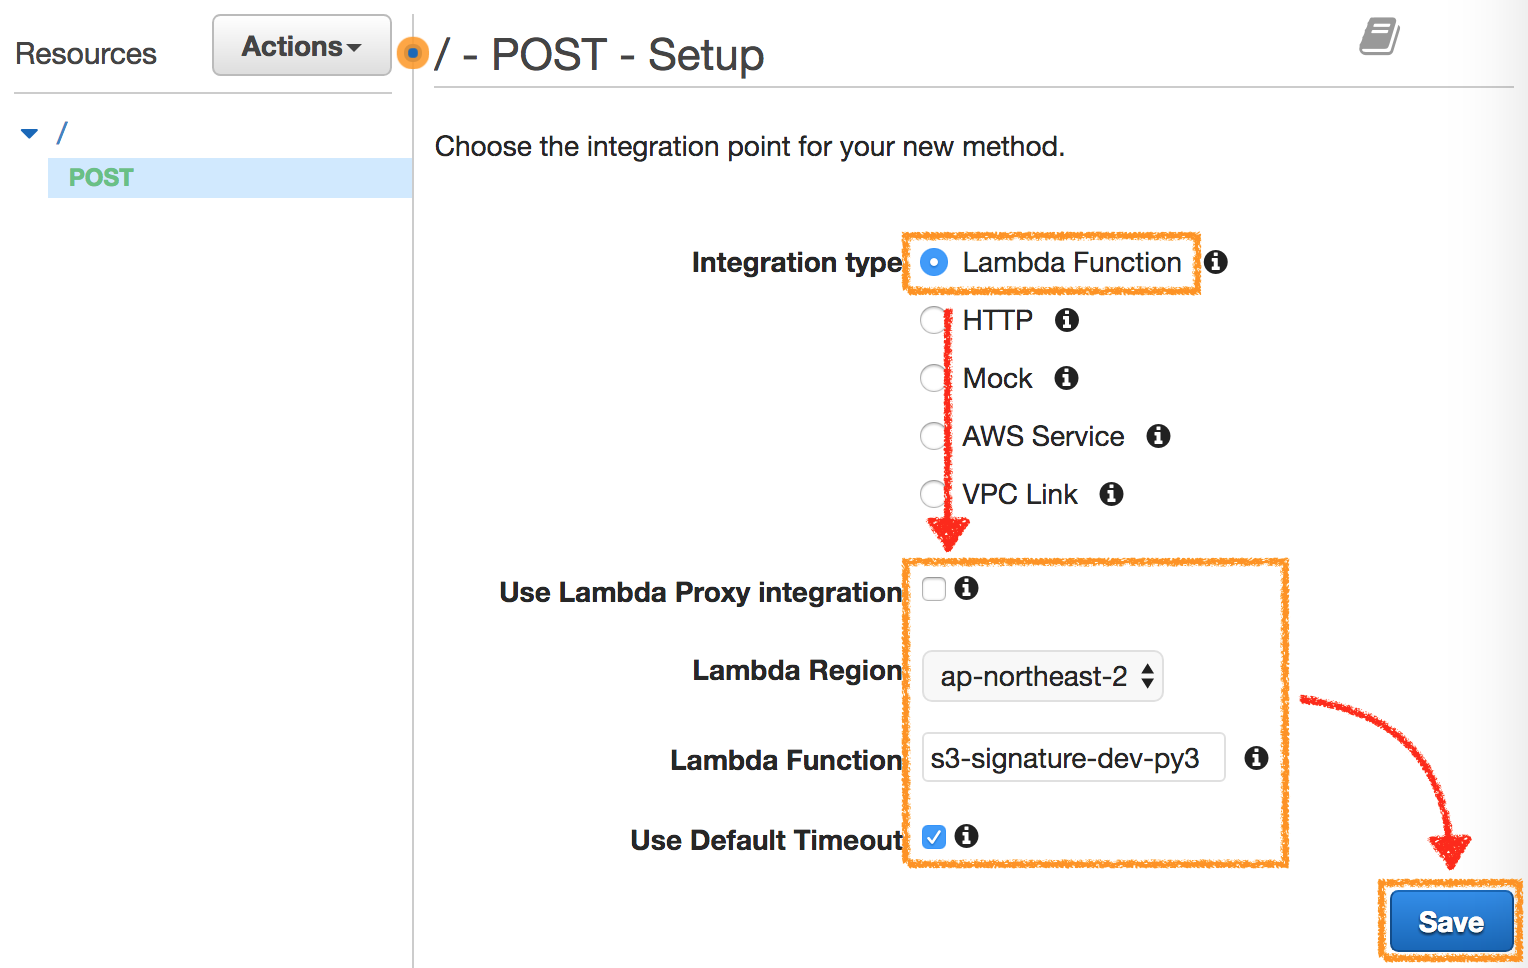 Resources
Actions
/ - POST - Setup
/
POST
Choose the integration point for your new method.
Integration type
Lambda Function
HTTP
Mock
AWS Service
VPC Link
Use Lambda Proxy integration
Lambda Region
ap-northeast-2
Lambda Function
s3-signature-dev-py3
Use Default Timeout
Save